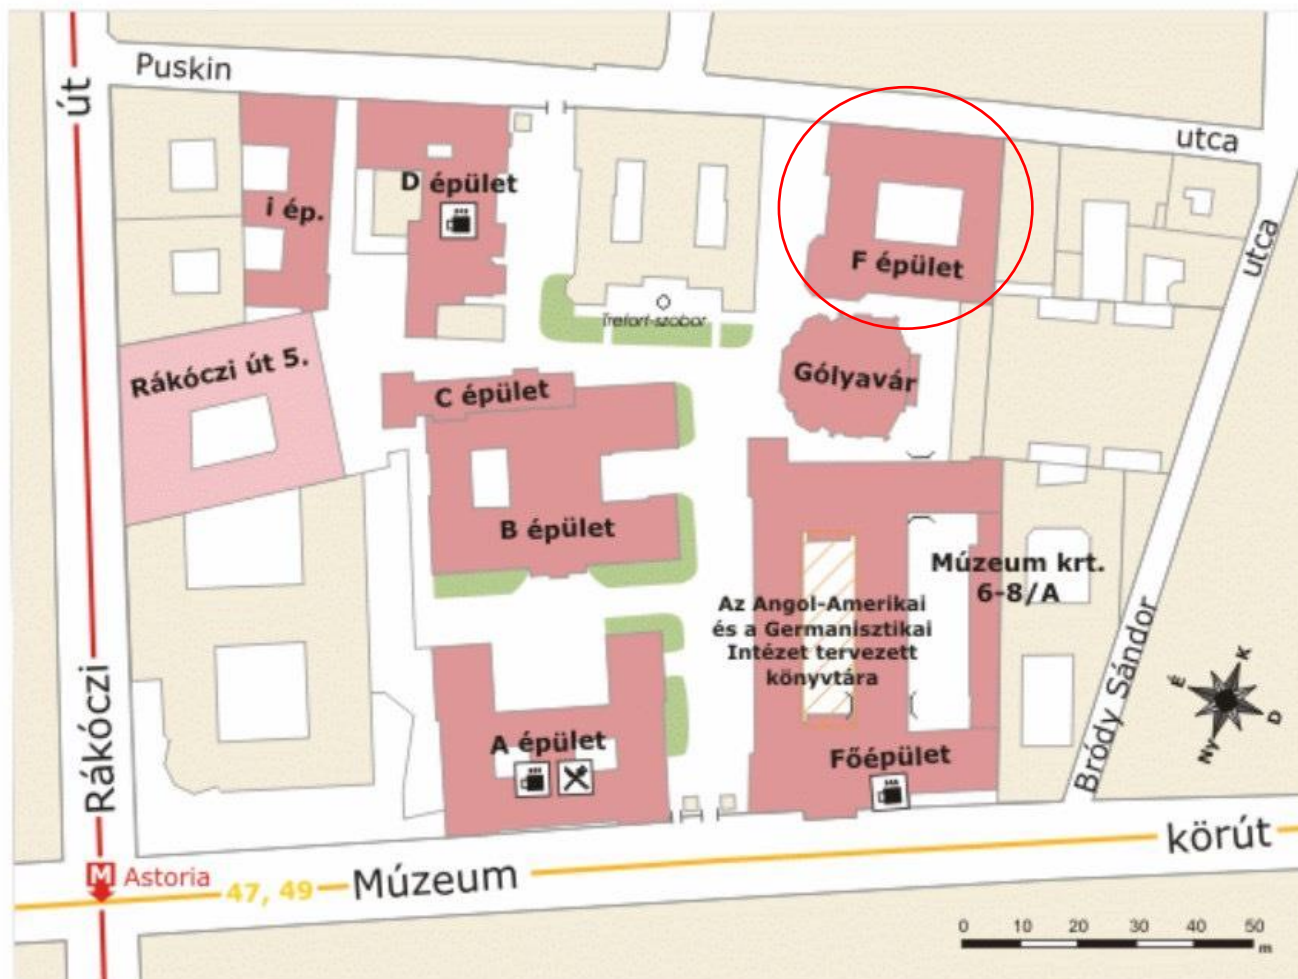 Puskin
utca
út
D épület
i ép.
F épület
utca
Trefort-szobor
Rákóczi út 5.
C épület
Gólyavár
B épület
Múzeum krt.
6-8/A
Az Angol-Amerikai
és a Germanisztikai
Intézet tervezett
könyvtára
Bródy Sándor
É
K
Ny
D
Rákóczi
A épület
Főépület
M Astoria
47, 49
Múzeum
körút
0 10 20 30 40 50
m